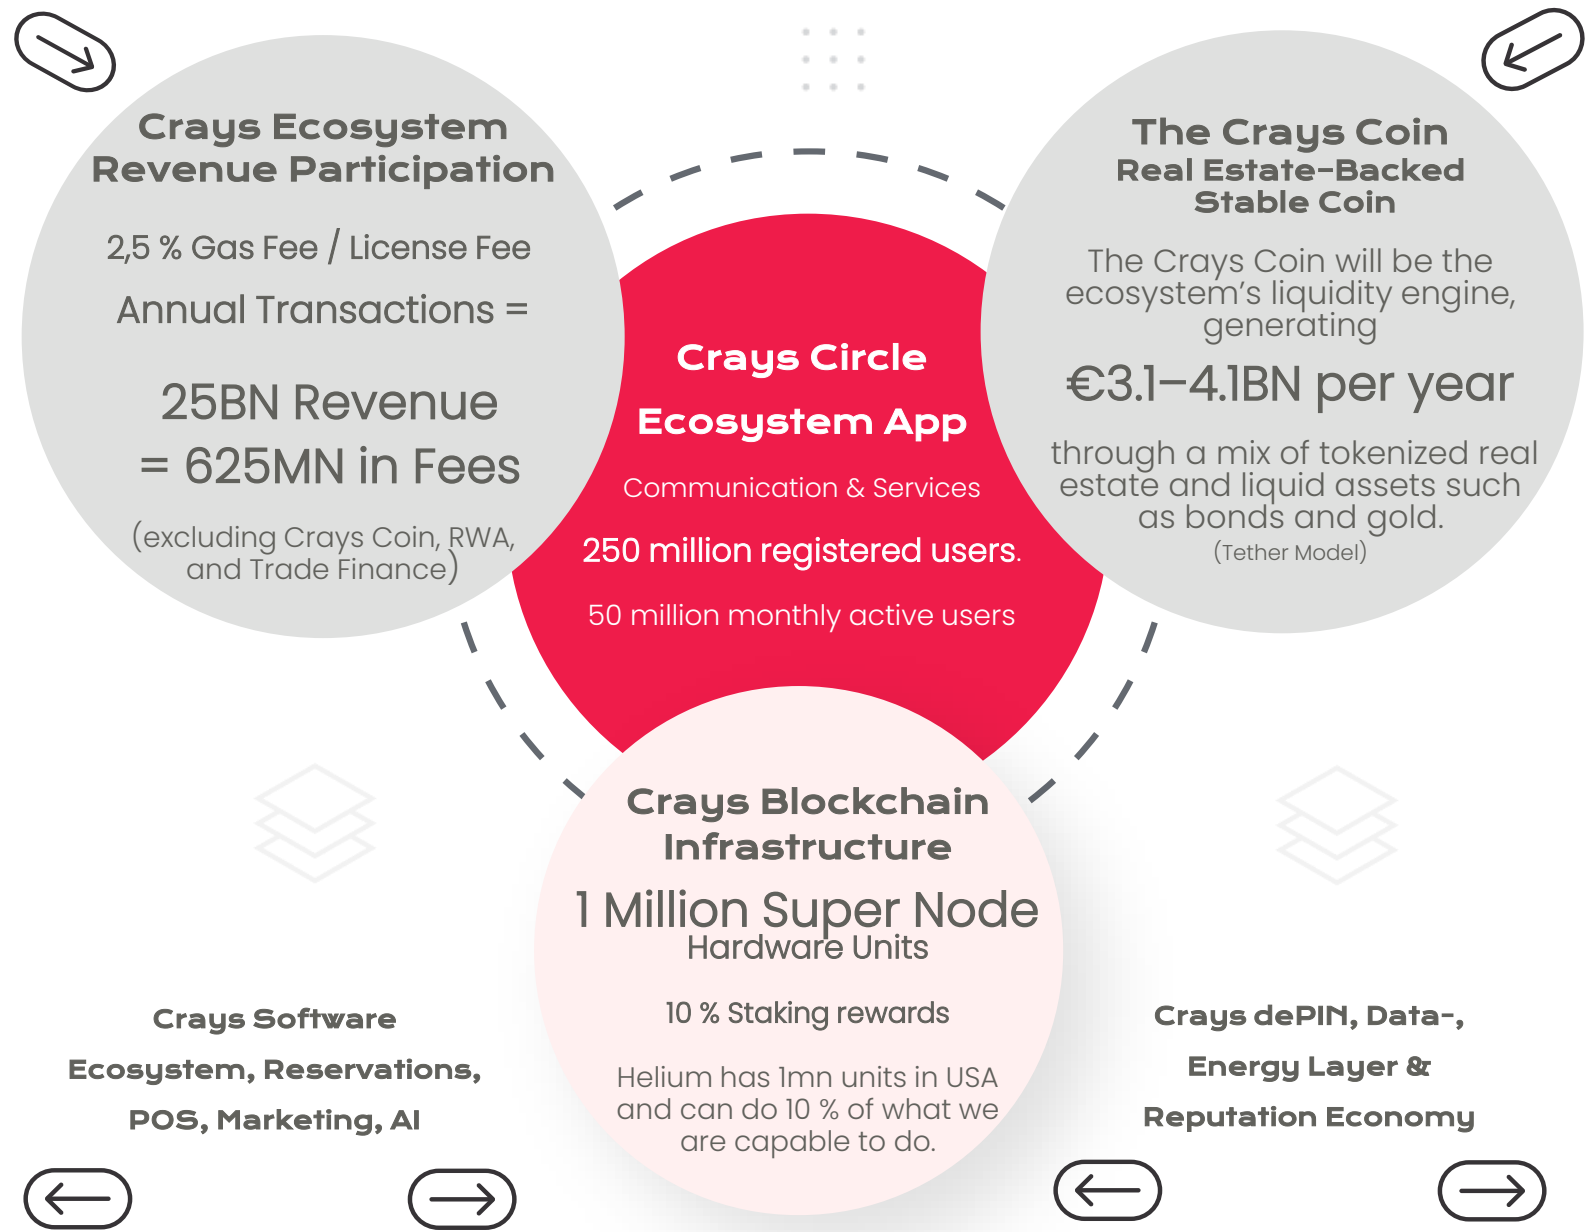 Crays Ecosystem
Revenue Participation
2,5 % Gas Fee / License Fee
Annual Transactions =
25BN Revenue
= 625MN in Fees
(excluding Crays Coin, RWA,
and Trade Finance)
The Crays Coin
Real Estate-Backed
Stable Coin
The Crays Coin will be the
ecosystem's liquidity engine,
generating
€3.1–4.1BN per year
through a mix of tokenized real
estate and liquid assets such
as bonds and gold.
(Tether Model)
Crays Circle
Ecosystem App
Communication & Services
250 million registered users.
50 million monthly active users
Crays Blockchain
Infrastructure
1 Million Super Node
Hardware Units
10 % Staking rewards
Helium has 1mn units in USA
and can do 10 % of what we
are capable to do.
Crays Software
Ecosystem, Reservations,
POS, Marketing, AI
Crays dePIN, Data-,
Energy Layer &
Reputation Economy